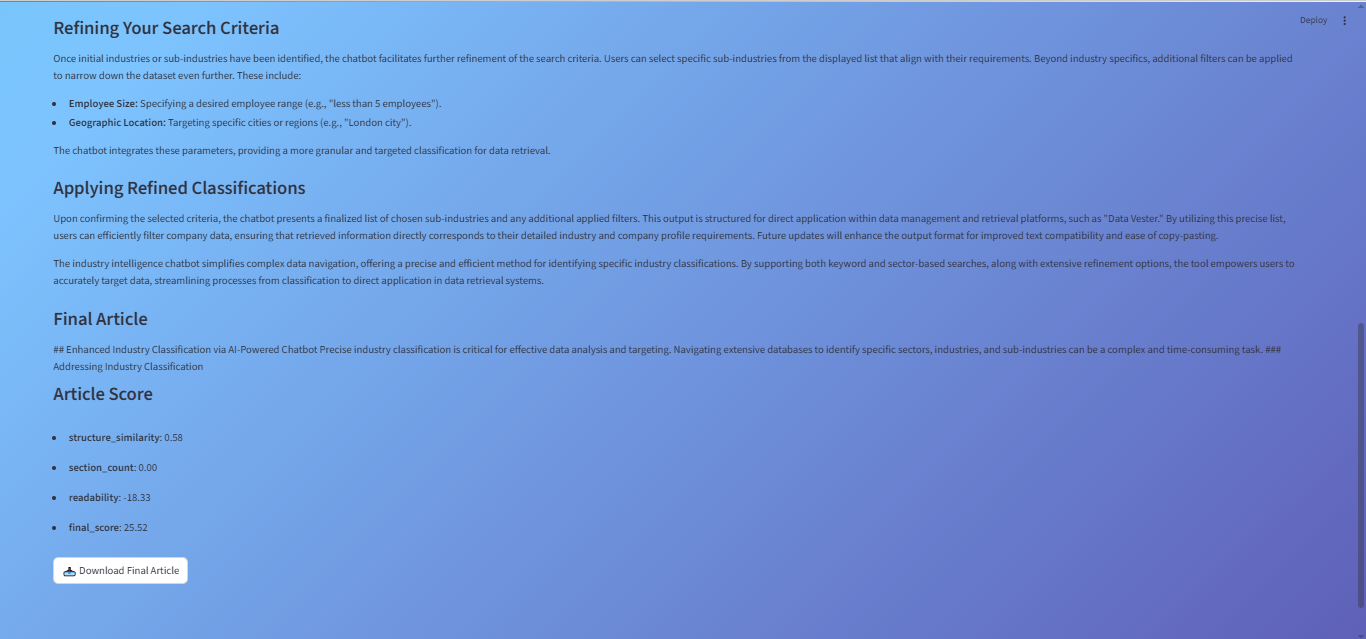 Deploy
Refining Your Search Criteria
Once initial industries or sub-industries have been identified, the chatbot facilitates further refinement of the search criteria. Users can select specific sub-industries from the displayed list that align with their requirements. Beyond industry specifics, additional filters can be applied
to narrow down the dataset even further. These include:
• Employee Size: Specifying a desired employee range (e.g., "less than 5 employees").
• Geographic Location: Targeting specific cities or regions (e.g., "London city").
The chatbot integrates these parameters, providing a more granular and targeted classification for data retrieval.
Applying Refined Classifications
Upon confirming the selected criteria, the chatbot presents a finalized list of chosen sub-industries and any additional applied filters. This output is structured for direct application within data management and retrieval platforms, such as "Data Vester." By utilizing this precise list,
users can efficiently filter company data, ensuring that retrieved information directly corresponds to their detailed industry and company profile requirements. Future updates will enhance the output format for improved text compatibility and ease of copy-pasting.
The industry intelligence chatbot simplifies complex data navigation, offering a precise and efficient method for identifying specific industry classifications. By supporting both keyword and sector-based searches, along with extensive refinement options, the tool empowers users to
accurately target data, streamlining processes from classification to direct application in data retrieval systems.
Final Article
## Enhanced Industry Classification via AI-Powered Chatbot Precise industry classification is critical for effective data analysis and targeting. Navigating extensive databases to identify specific sectors, industries, and sub-industries can be a complex and time-consuming task. ###
Addressing Industry Classification
Article Score
• structure_similarity: 0.58
• section_count: 0.00
• readability: -18.33
• final_score: 25.52
Download Final Article